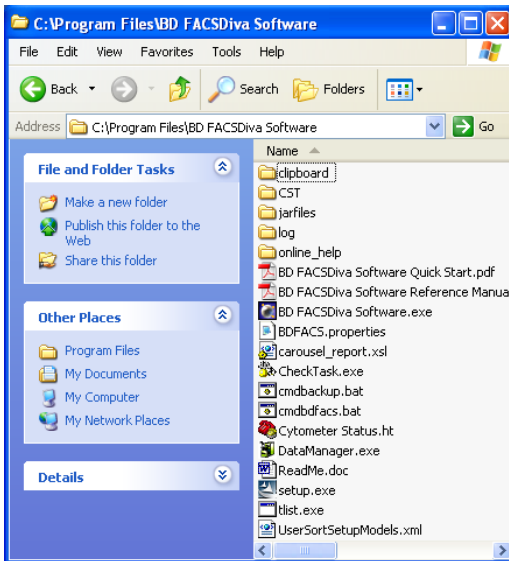 C:\Program Files\BD FACSDiva Software
File Edit View Favorites Tools Help
Back Search Folders
Address C:\Program Files\BD FACSDiva Software Go
File and Folder Tasks
Make a new folder
Publish this folder to the
Web
Share this folder
Other Places
Program Files
My Documents
My Computer
My Network Places
Details
Name
clipboard
CST
jarfiles
log
online_help
BD FACSDiva Software Quick Start.pdf
BD FACSDiva Software Reference Manua
BD FACSDiva Software.exe
BDFACS.properties
carousel_report.xsl
CheckTask.exe
cmdbackup.bat
cmdbdfacs.bat
Cytometer Status.ht
DataManager.exe
ReadMe.doc
setup.exe
tlist.exe
UserSortSetupModels.xml